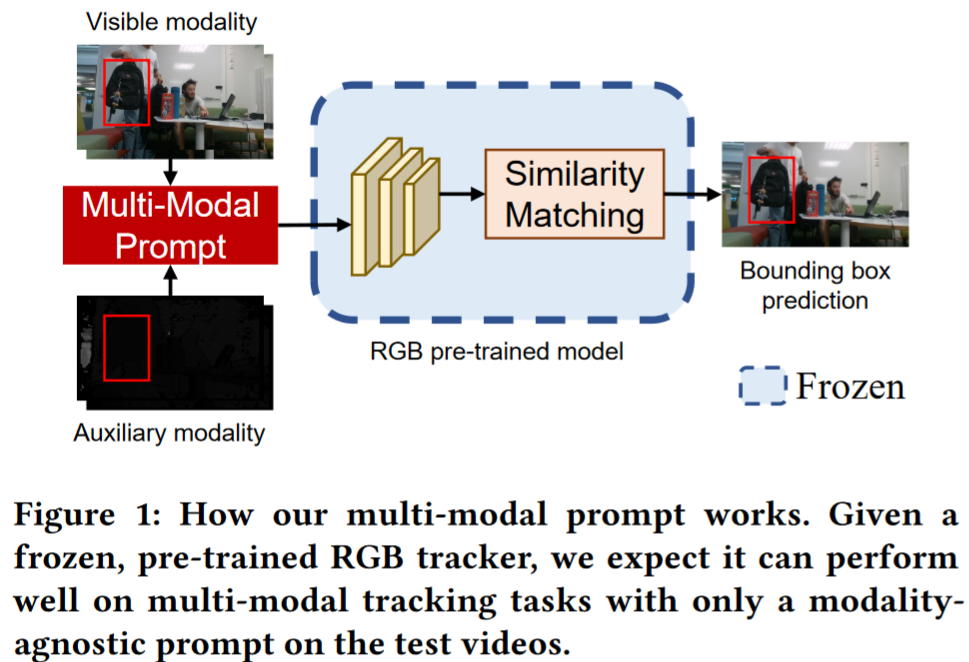 Visible modality
Multi-Modal
Prompt
Auxiliary modality
Similarity
Matching
RGB pre-trained model
Bounding box
prediction
Frozen
Figure 1: How our multi-modal prompt works. Given a
frozen, pre-trained RGB tracker, we expect it can perform
well on multi-modal tracking tasks with only a modality-
agnostic prompt on the test videos.